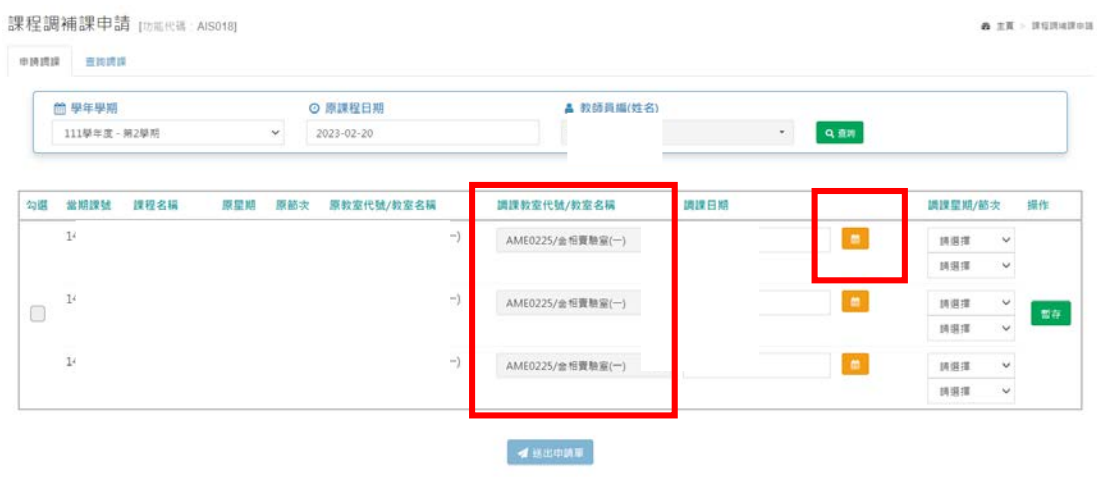 課程調補課申請 [功能代碼 : AIS018]
主頁 > 課程調補課申請
申請調課 查詢調課
學年學期 原課程日期 教師員編(姓名)
111學年度 - 第2學期 2023-02-20 查詢
勾選 當期課號 課程名稱 原星期 原節次 原教室代號/教室名稱 調課教室代號/教室名稱 調課日期 調課星期/節次 操作
14 一) AME0225/金相實驗室(一) 請選擇
請選擇
14 一) AME0225/金相實驗室(一) 請選擇
請選擇 暫存
14 一) AME0225/金相實驗室(一) 請選擇
請選擇
送出申請單